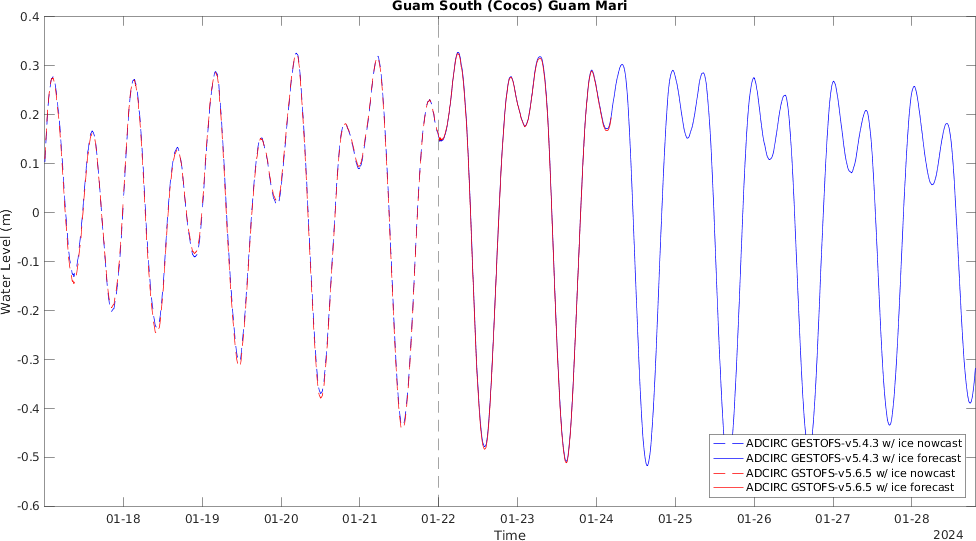 Guam South (Cocos) Guam Mari
0.4
0.3
0.2
0.1
0
-0.1
-0.2
-0.3
-0.4
-0.5
-0.6
Water Level (m)
ADCIRC GESTOFS-v5.4.3 w/ ice nowcast
ADCIRC GESTOFS-v5.4.3 w/ ice forecast
ADCIRC GSTOFS-v5.6.5 w/ ice nowcast
ADCIRC GSTOFS-v5.6.5 w/ ice forecast
01-18 01-19 01-20 01-21 01-22 01-23 01-24 01-25 01-26 01-27 01-28
Time
2024